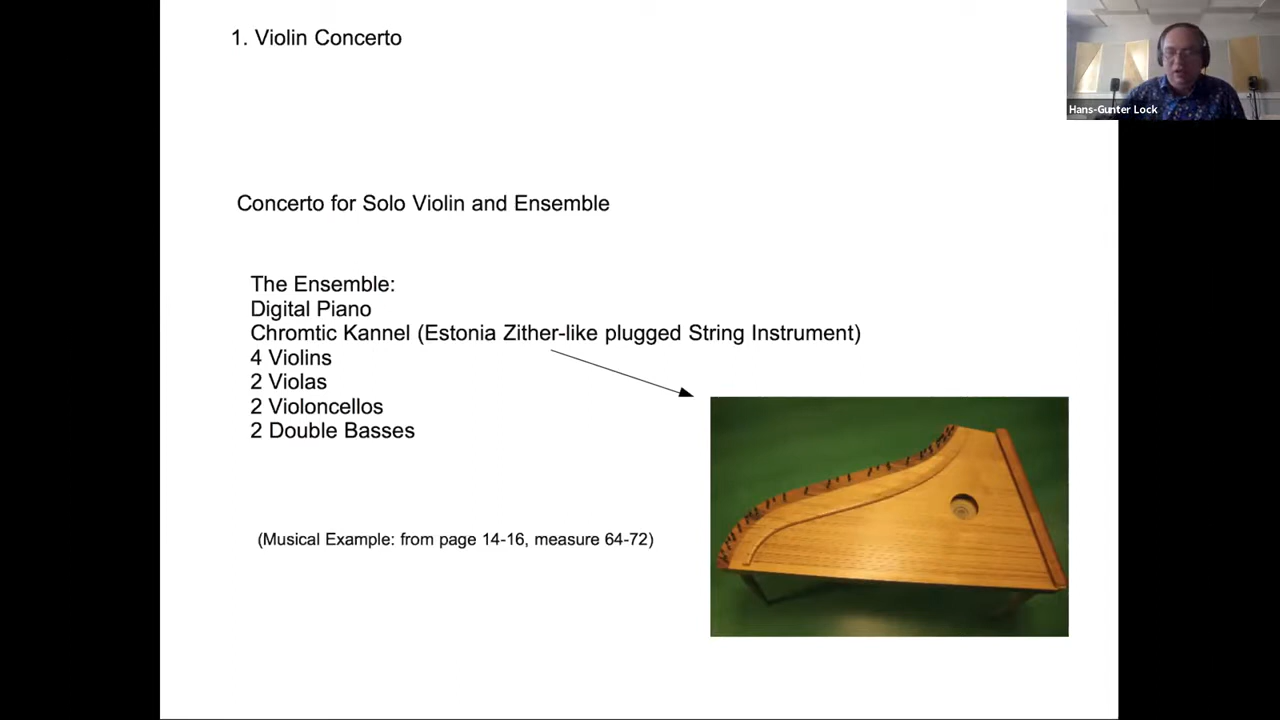 1. Violin Concerto
Hans-Gunter Lock
Concerto for Solo Violin and Ensemble
The Ensemble:
Digital Piano
Chromtic Kannel (Estonia Zither-like plugged String Instrument)
4 Violins
2 Violas
2 Violoncellos
2 Double Basses
(Musical Example: from page 14-16, measure 64-72)